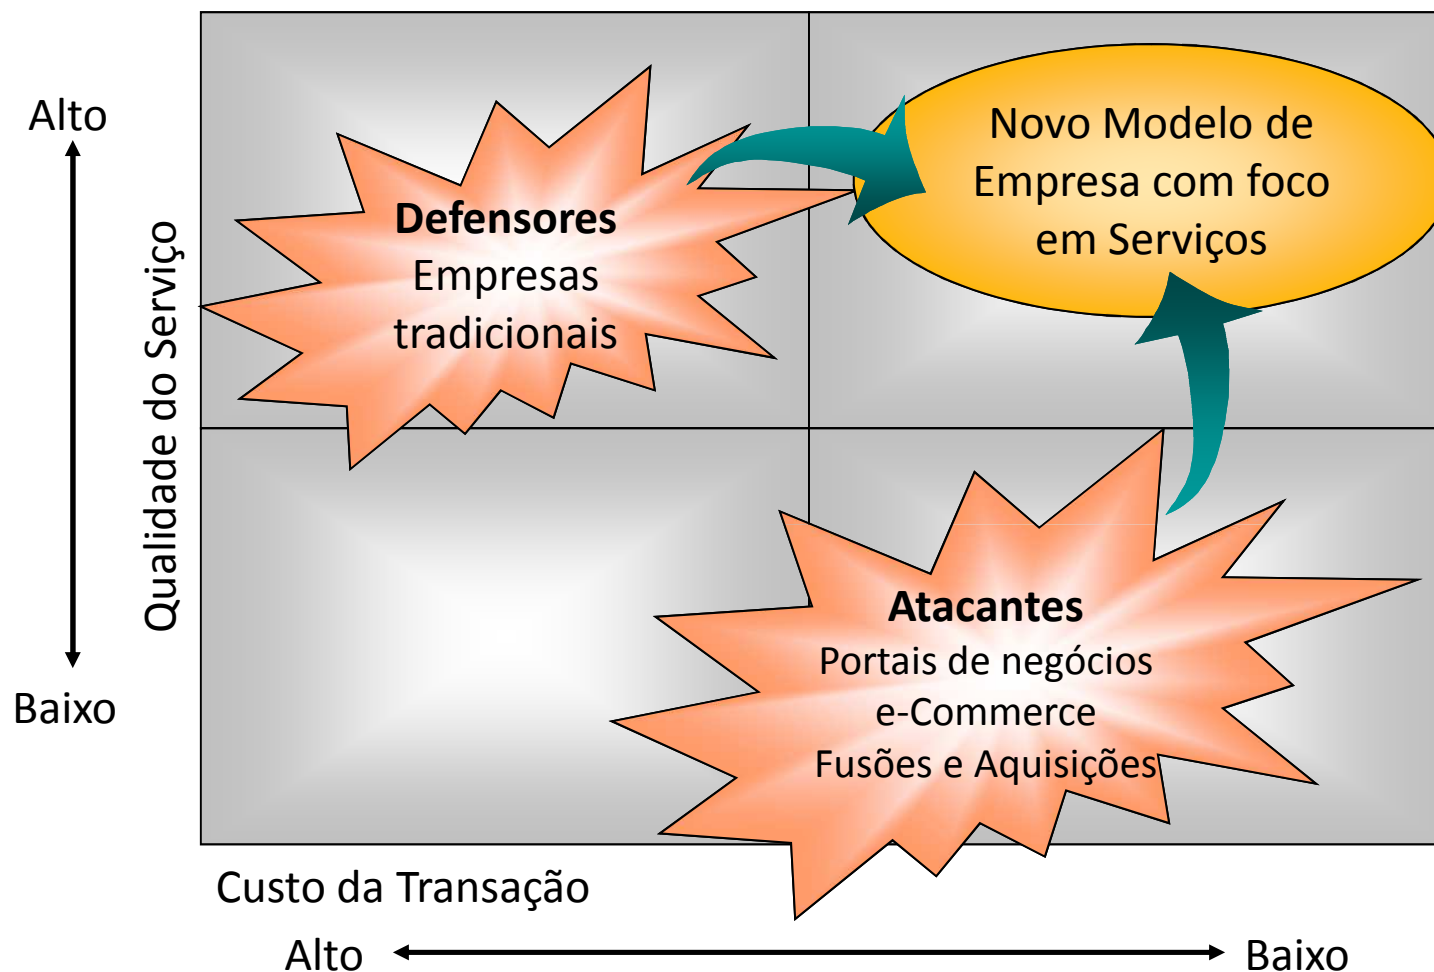 Alto
Qualidade do Serviço
Baixo
Defensores
Empresas
tradicionais
Novo Modelo de
Empresa com foco
em Serviços
Atacantes
Portais de negócios
e-Commerce
Fusões e Aquisições
Custo da Transação
Alto
Baixo